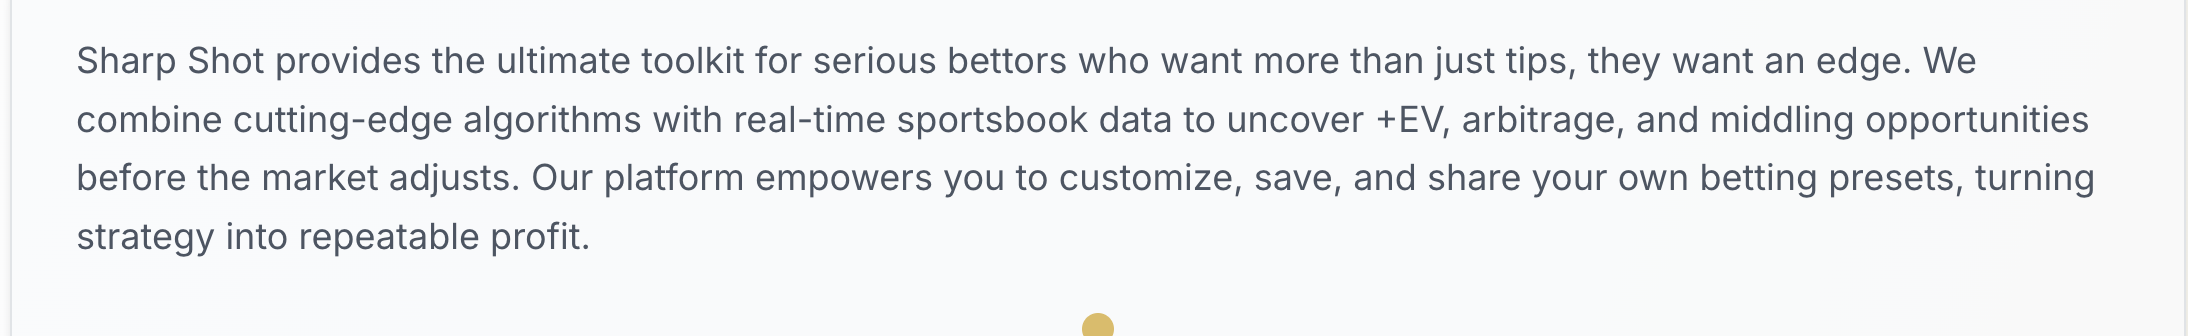 Sharp Shot provides the ultimate toolkit for serious bettors who want more than just tips, they want an edge. We
combine cutting-edge algorithms with real-time sportsbook data to uncover +EV, arbitrage, and middling opportunities
before the market adjusts. Our platform empowers you to customize, save, and share your own betting presets, turning
strategy into repeatable profit.